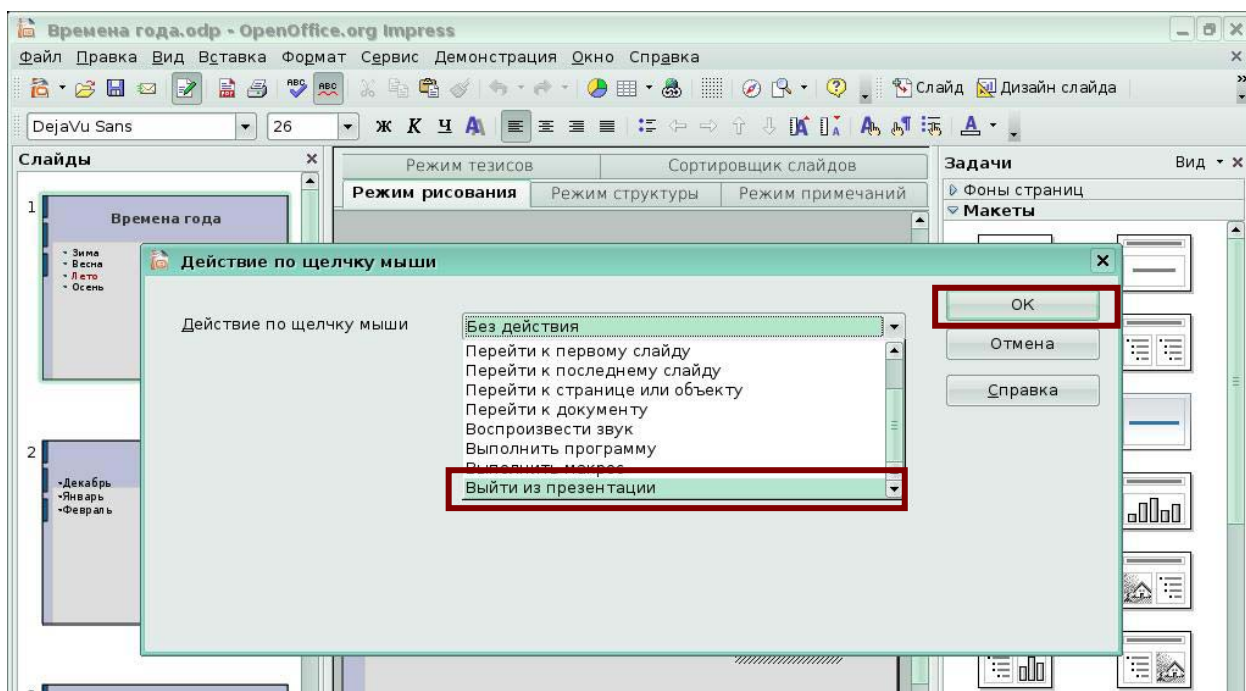 Времена года.odp - OpenOffice.org Impress
Файл Правка Вид Вставка Формат Сервис Демонстрация Окно Справка
Слайд Дизайн слайда
DejaVu Sans 26 Ж К Ч
Слайды
Режим тезисов Сортировщик слайдов
Режим рисования Режим структуры Режим примечаний
Задачи Вид
Фоны страниц
Макеты
1
Времена года
- Зима
- Весна
- Лето
- Осень
2
-Декабрь
-Январь
-Февраль
Действие по щелчку мыши
Действие по щелчку мыши
Без действия
Перейти к первому слайду
Перейти к последнему слайду
Перейти к странице или объекту
Перейти к документу
Воспроизвести звук
Выполнить программу
Выполнить макрос
Выйти из презентации
ОК
Отмена
Справка